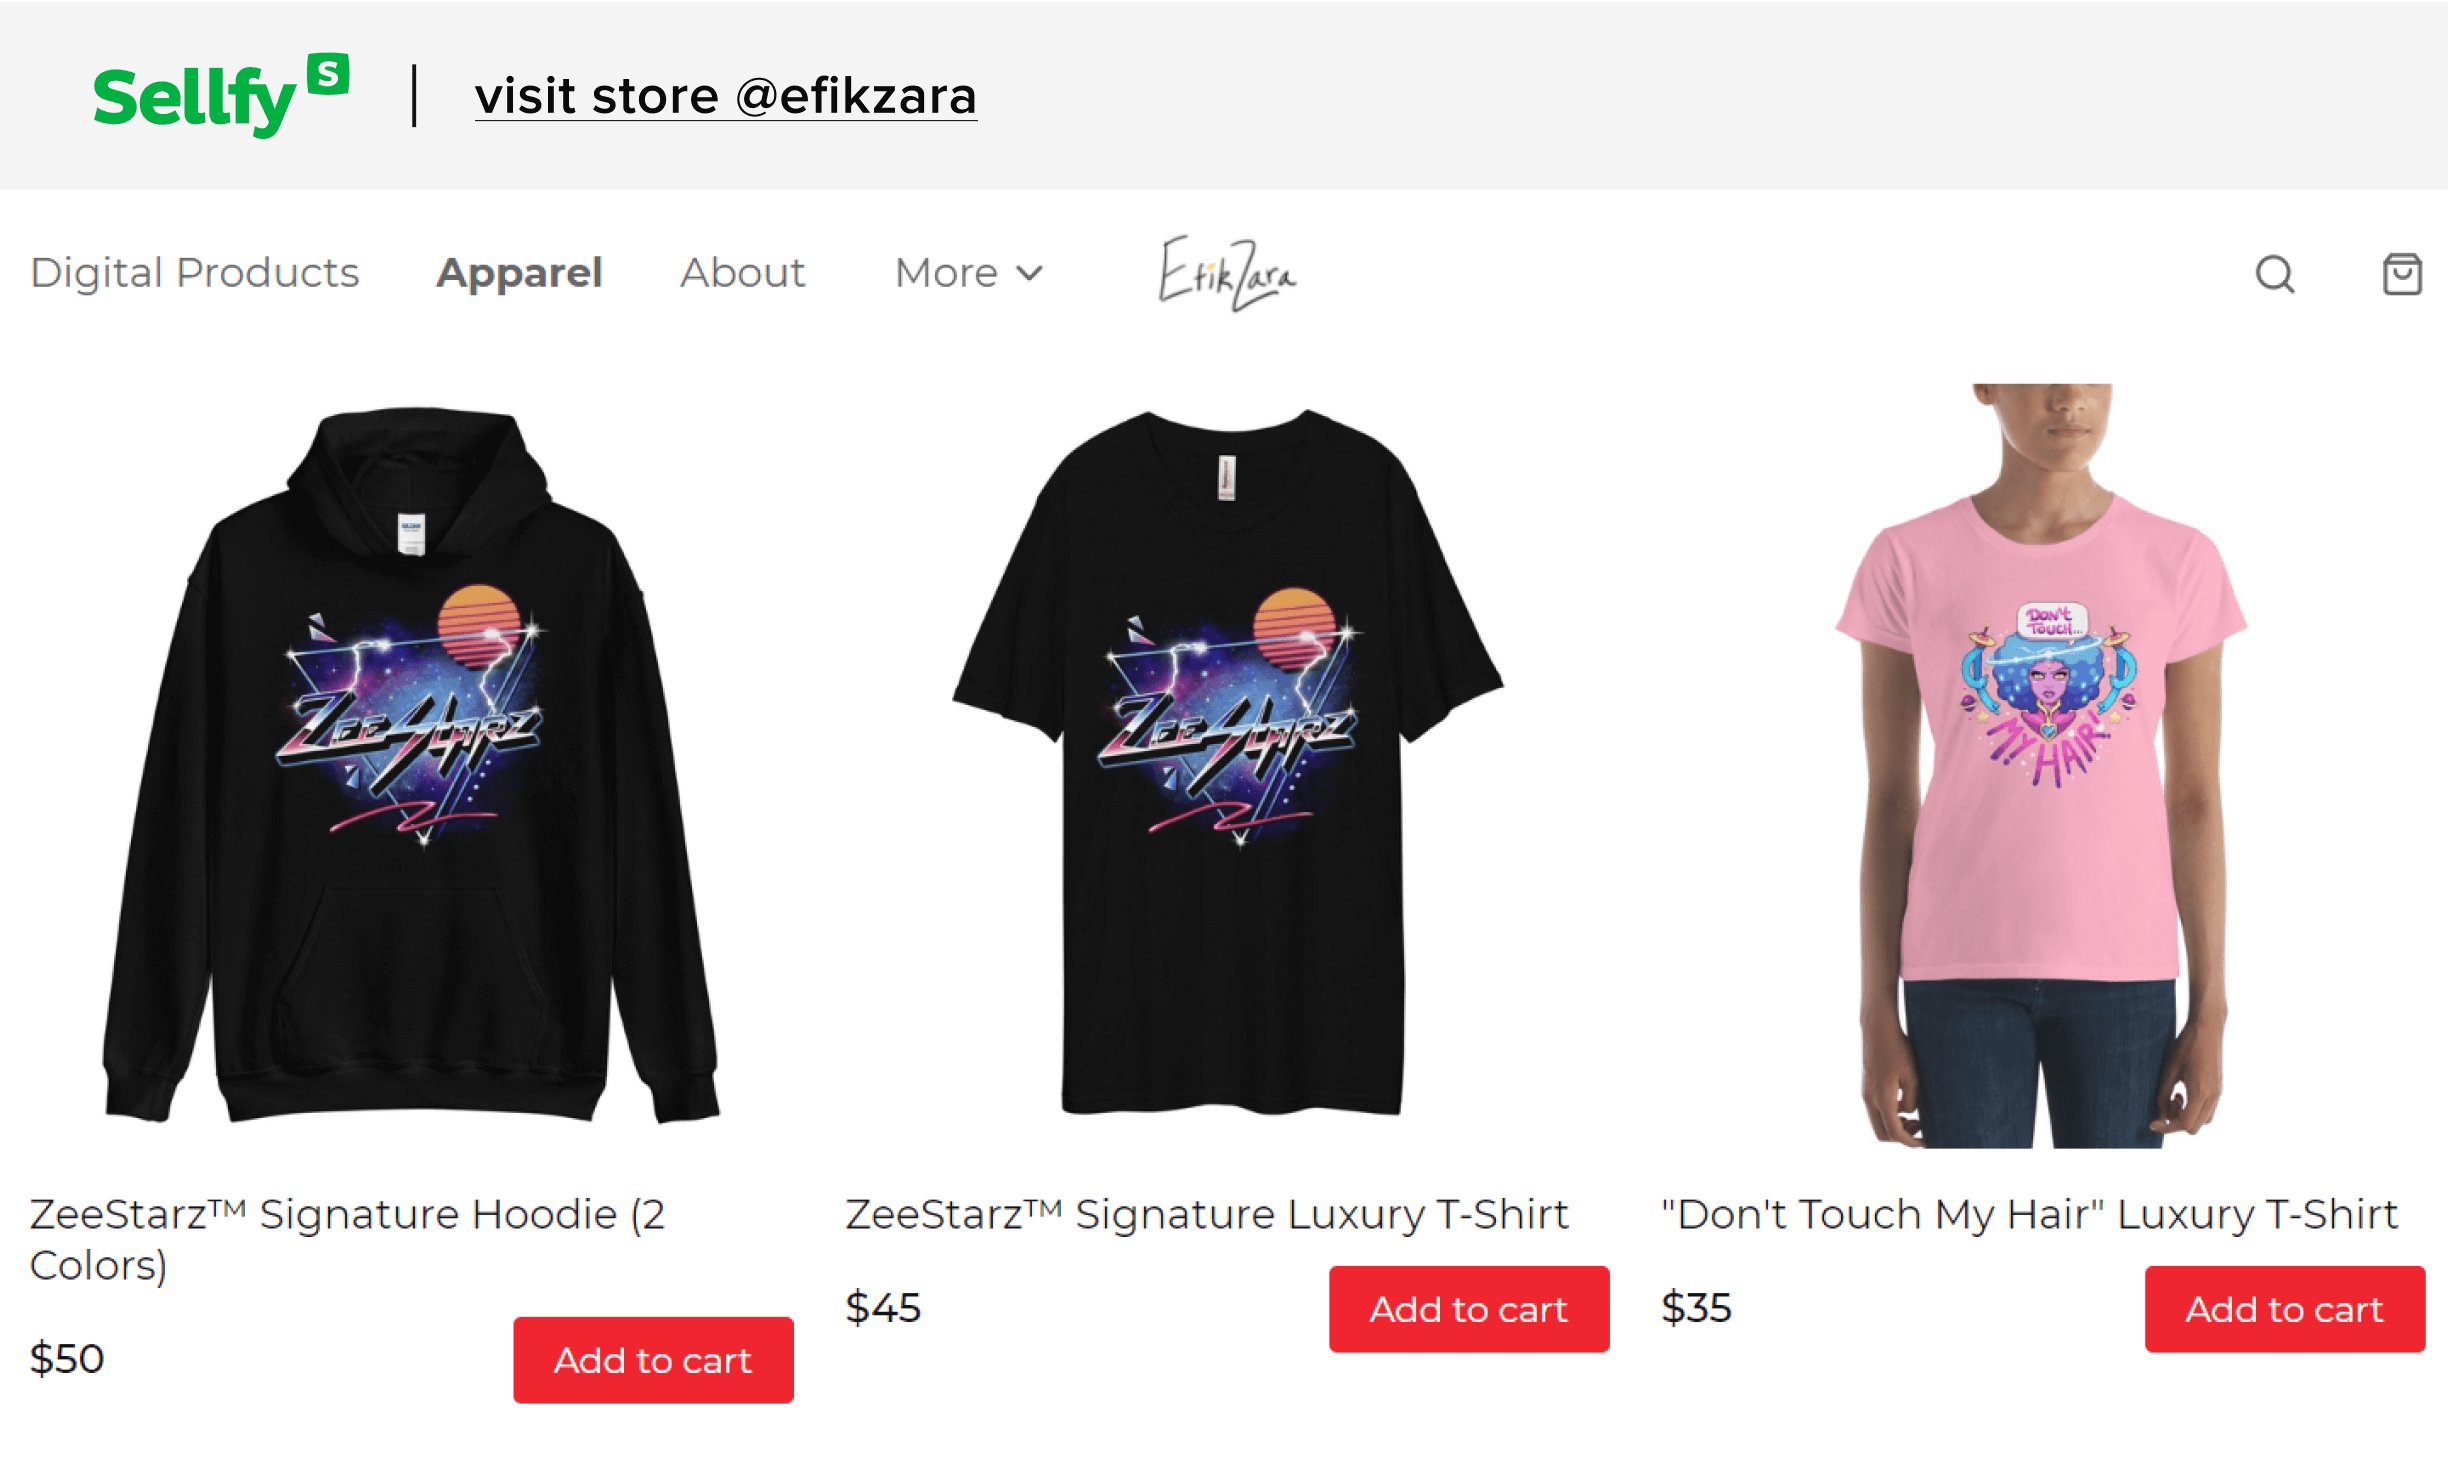 Sellfy S
visit store @efikzara
Digital Products
Apparel
About
More
EfikZara
ZeeStarz
ZeeStarz
DON'T
TOUCH...
MY HAIR!
ZeeStarz™ Signature Hoodie (2
Colors)
$50
Add to cart
ZeeStarz™ Signature Luxury T-Shirt
$45
Add to cart
"Don't Touch My Hair" Luxury T-Shirt
$35
Add to cart